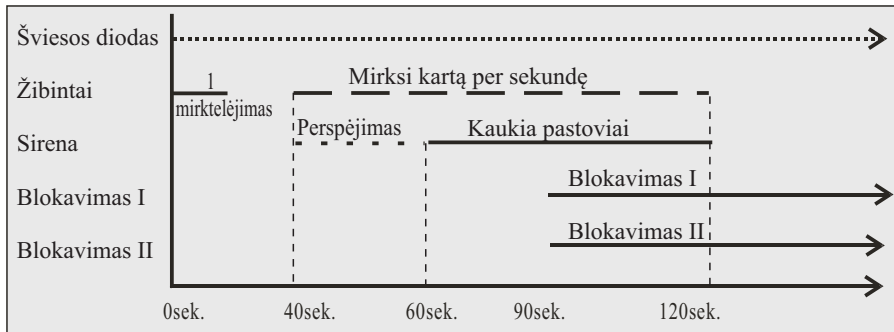 Šviesos diodas
Žibintai
1
mirktelėjimas
Mirksi kartą per sekundę
Sirena
Perspėjimas
Kaukia pastoviai
Blokavimas I
Blokavimas I
Blokavimas II
Blokavimas II
0sek. 40sek. 60sek. 90sek. 120sek.